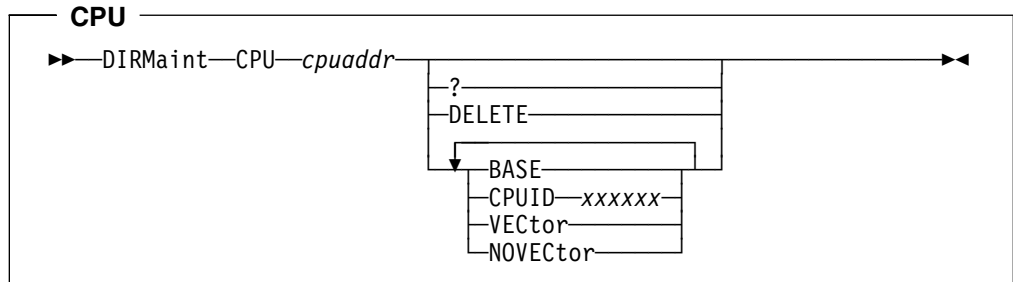 CPU
DIRMaint CPU cpuaddr
?
DELETE
BASE
CPUID xxxxxx
VECtor
NOVECtor